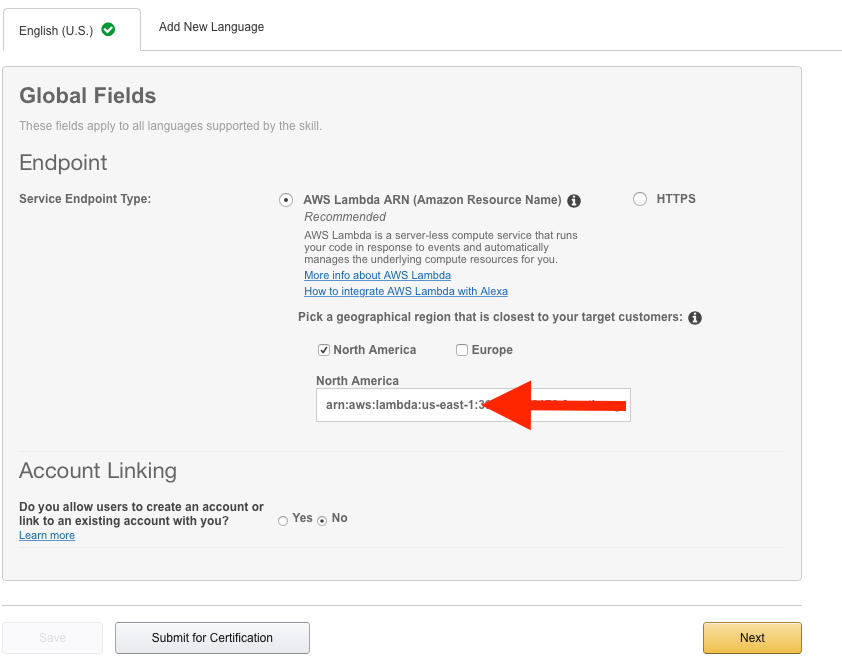 English (U.S.)
Add New Language
Global Fields
These fields apply to all languages supported by the skill.
Endpoint
Service Endpoint Type:
AWS Lambda ARN (Amazon Resource Name)
HTTPS
Recommended
AWS Lambda is a server-less compute service that runs
your code in response to events and automatically
manages the underlying compute resources for you.
More info about AWS Lambda
How to integrate AWS Lambda with Alexa
Pick a geographical region that is closest to your target customers:
North America
Europe
North America
arn:aws:lambda:us-east-1:
Account Linking
Do you allow users to create an account or
link to an existing account with you?
Yes
No
Learn more
Save
Submit for Certification
Next